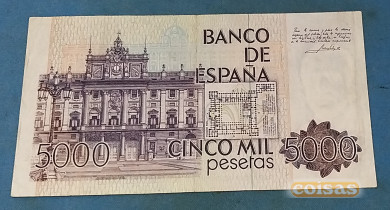 BANCO
DE
ESPAÑA
5000
CINCO MIL
pesetas
5000
coisas